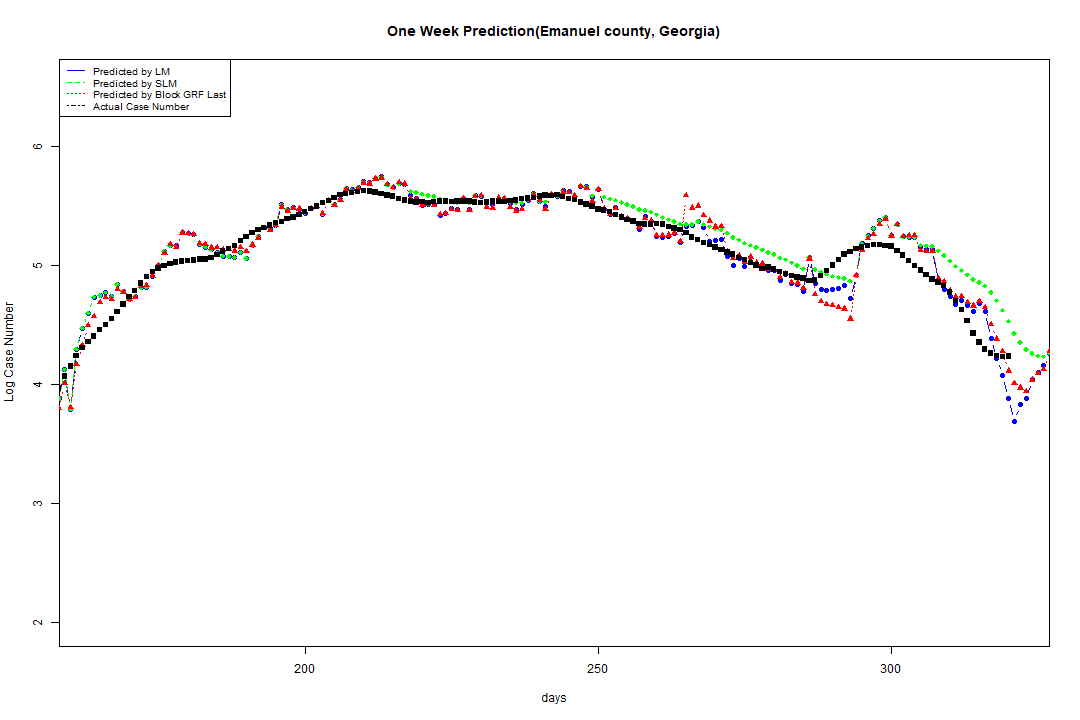 One Week Prediction(Emanuel county, Georgia)
Predicted by LM
Predicted by SLM
Predicted by Block GRF Last
Actual Case Number
6
5
4
3
2
Log Case Number
200 250 300
days